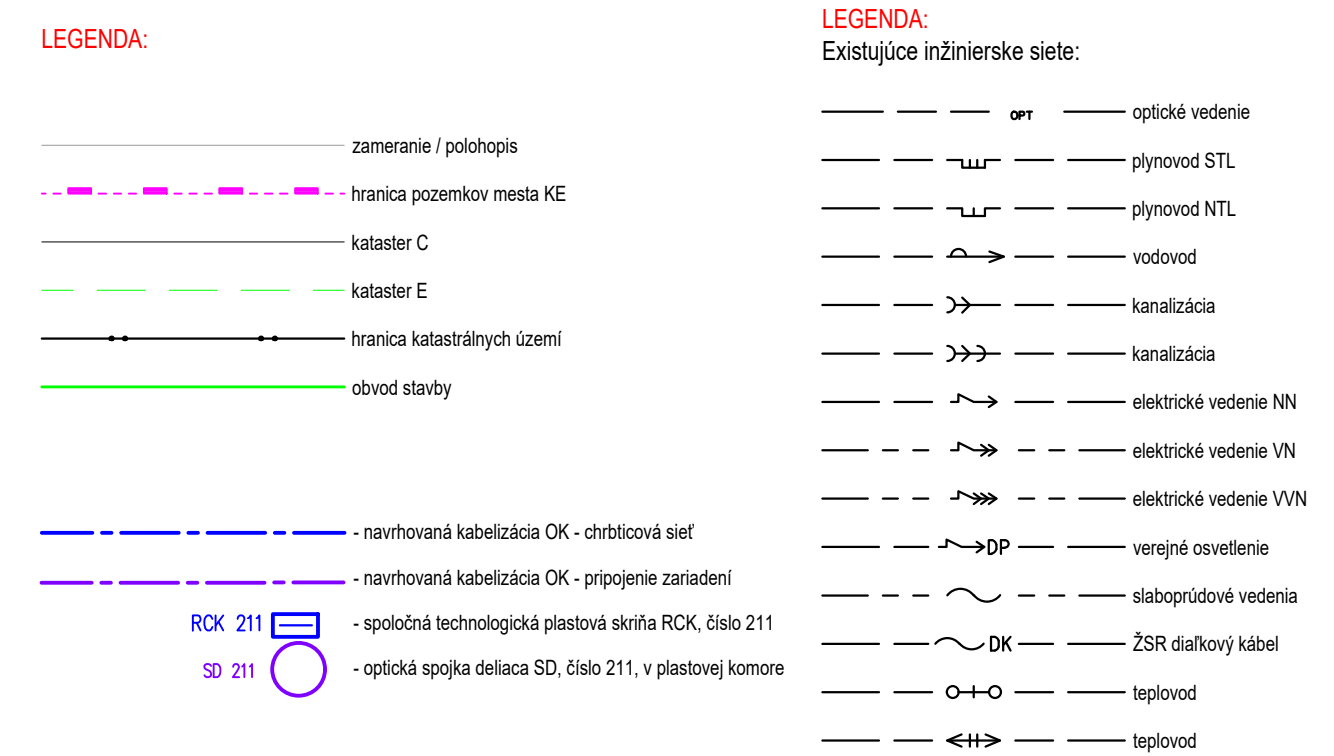 LEGENDA:
zameranie / polohopis
hranica pozemkov mesta KE
kataster C
kataster E
hranica katastrálnych území
obvod stavby
- navrhovaná kabelizácia OK - chrbticová sieť
- navrhovaná kabelizácia OK - pripojenie zariadení
RCK 211 - spoločná technologická plastová skriňa RCK, číslo 211
SD 211 - optická spojka deliaca SD, číslo 211, v plastovej komore
LEGENDA:
Existujúce inžinierske siete:
OPT optické vedenie
plynovod STL
plynovod NTL
vodovod
kanalizácia
kanalizácia
elektrické vedenie NN
elektrické vedenie VN
elektrické vedenie VVN
DP verejné osvetlenie
slaboprúdové vedenia
DK ŽSR diaľkový kábel
teplovod
teplovod